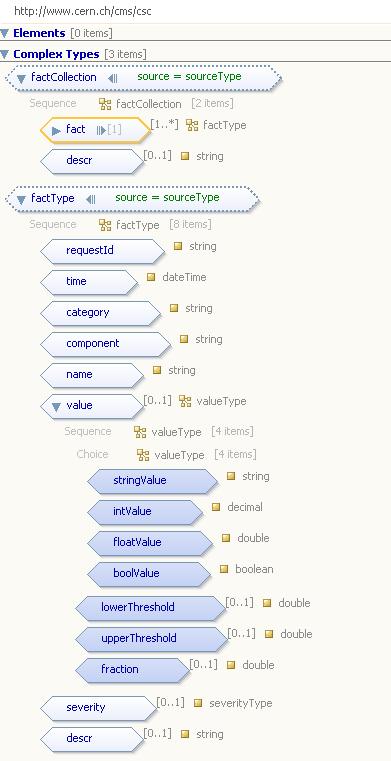 http://www.cern.ch/cms/csc
Elements [0 items]
Complex Types [3 items]
factCollection source = sourceType
Sequence factCollection [2 items]
fact [1] [1..*] factType
descr [0..1] string
factType source = sourceType
Sequence factType [8 items]
requestId string
time dateTime
category string
component string
name string
value [0..1] valueType
Sequence valueType [4 items]
Choice valueType [4 items]
stringValue string
intValue decimal
floatValue double
boolValue boolean
lowerThreshold [0..1] double
upperThreshold [0..1] double
fraction [0..1] double
severity [0..1] severityType
descr [0..1] string